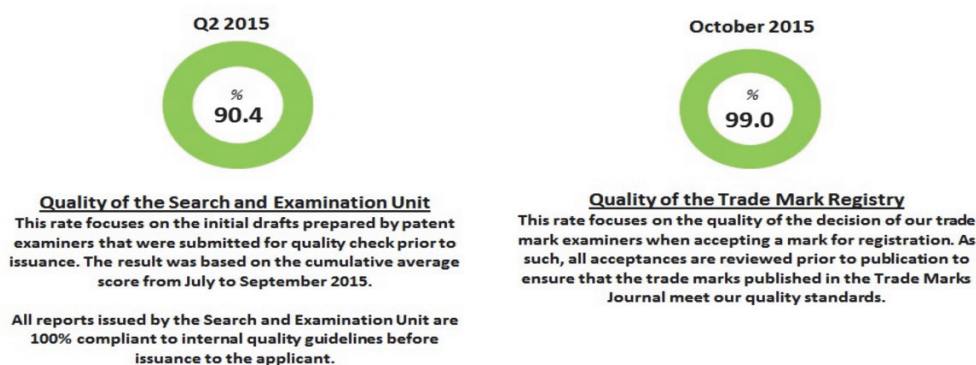 Q2 2015
%
90.4
Quality of the Search and Examination Unit
This rate focuses on the initial drafts prepared by patent
examiners that were submitted for quality check prior to
issuance. The result was based on the cumulative average
score from July to September 2015.
All reports issued by the Search and Examination Unit are
100% compliant to internal quality guidelines before
issuance to the applicant.
October 2015
%
99.0
Quality of the Trade Mark Registry
This rate focuses on the quality of the decision of our trade
mark examiners when accepting a mark for registration. As
such, all acceptances are reviewed prior to publication to
ensure that the trade marks published in the Trade Marks
Journal meet our quality standards.